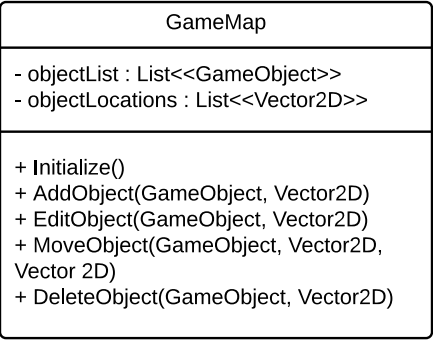 GameMap
- objectList : List<<GameObject>>
- objectLocations : List<<Vector2D>>
+ Initialize()
+ AddObject(GameObject, Vector2D)
+ EditObject(GameObject, Vector2D)
+ MoveObject(GameObject, Vector2D,
Vector 2D)
+ DeleteObject(GameObject, Vector2D)